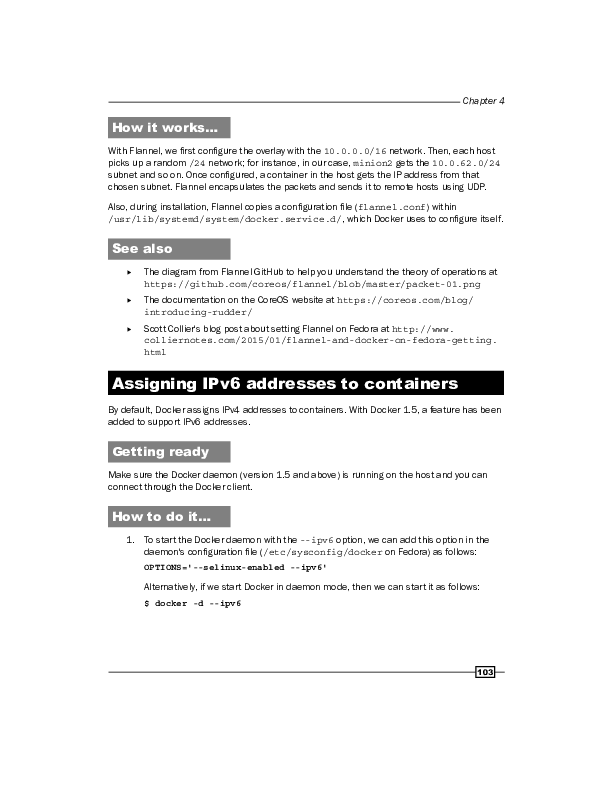 Chapter 4
How it works…
With Flannel, we first configure the overlay with the 10.0.0.0/16 network. Then, each host
picks up a random /24 network; for instance, in our case, minion2 gets the 10.0.62.0/24
subnet and so on. Once configured, a container in the host gets the IP address from that
chosen subnet. Flannel encapsulates the packets and sends it to remote hosts using UDP.
Also, during installation, Flannel copies a configuration file (flannel.conf) within
/usr/lib/systemd/system/docker.service.d/, which Docker uses to configure itself.
See also
▸ The diagram from Flannel GitHub to help you understand the theory of operations at
https://github.com/coreos/flannel/blob/master/packet-01.png
▸ The documentation on the CoreOS website at https://coreos.com/blog/
introducing-rudder/
▸ Scott Collier's blog post about setting Flannel on Fedora at http://www.
colliernotes.com/2015/01/flannel-and-docker-on-fedora-getting.
html
Assigning IPv6 addresses to containers
By default, Docker assigns IPv4 addresses to containers. With Docker 1.5, a feature has been
added to support IPv6 addresses.
Getting ready
Make sure the Docker daemon (version 1.5 and above) is running on the host and you can
connect through the Docker client.
How to do it…
1. To start the Docker daemon with the --ipv6 option, we can add this option in the
daemon's configuration file (/etc/sysconfig/docker on Fedora) as follows:
OPTIONS='--selinux-enabled --ipv6'
Alternatively, if we start Docker in daemon mode, then we can start it as follows:
$ docker -d --ipv6
103